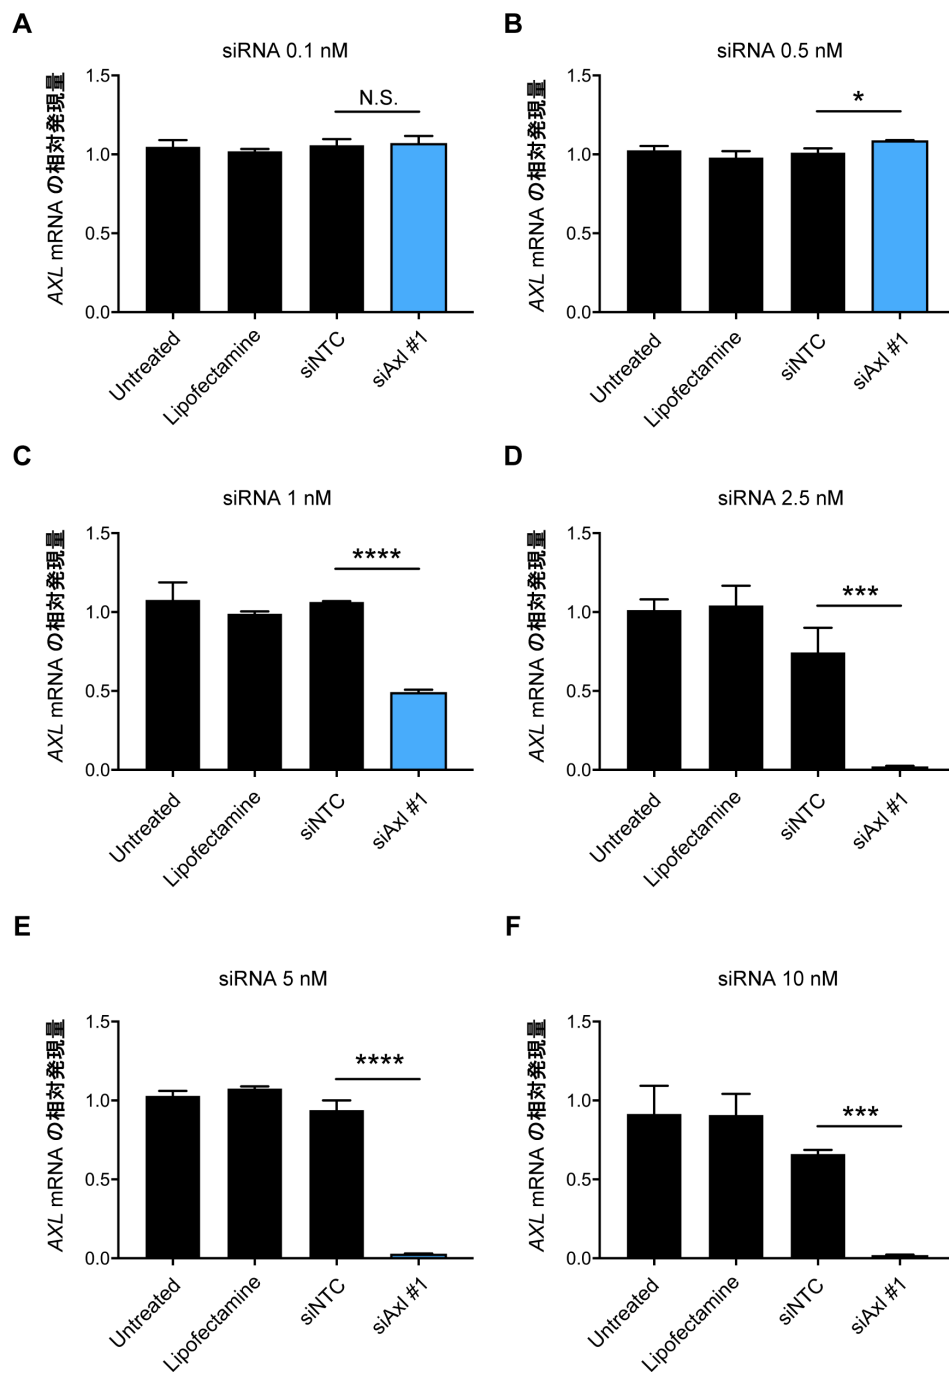 A
siRNA 0.1 nM
AXL mRNA の相対発現量
1.5
1.0
0.5
0.0
N.S.
Untreated
Lipofectamine
siNTC
siAxl #1
B
siRNA 0.5 nM
AXL mRNA の相対発現量
1.5
1.0
0.5
0.0
*
Untreated
Lipofectamine
siNTC
siAxl #1
C
siRNA 1 nM
AXL mRNA の相対発現量
1.5
1.0
0.5
0.0
****
Untreated
Lipofectamine
siNTC
siAxl #1
D
siRNA 2.5 nM
AXL mRNA の相対発現量
1.5
1.0
0.5
0.0
***
Untreated
Lipofectamine
siNTC
siAxl #1
E
siRNA 5 nM
AXL mRNA の相対発現量
1.5
1.0
0.5
0.0
****
Untreated
Lipofectamine
siNTC
siAxl #1
F
siRNA 10 nM
AXL mRNA の相対発現量
1.5
1.0
0.5
0.0
***
Untreated
Lipofectamine
siNTC
siAxl #1